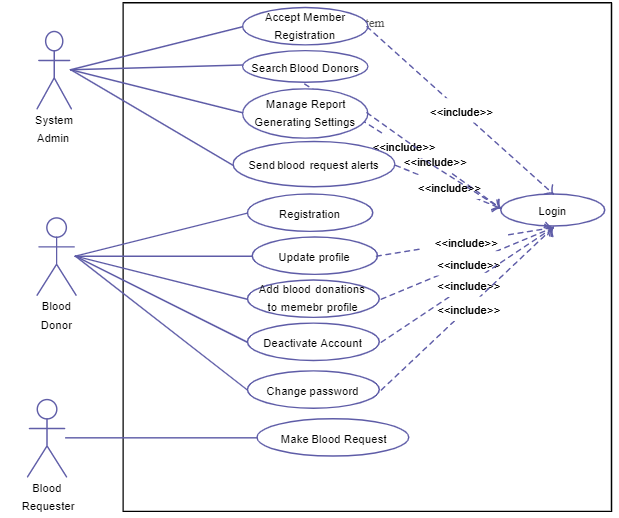 Accept Member
Registration
tem
Search Blood Donors
Manage Report
Generating Settings
<<include>>
System
Admin
<<include>>
<<include>>
Send blood request alerts
<<include>>
Registration
Login
Update profile
<<include>>
<<include>>
Add blood donations
to memebr profile
<<include>>
Blood
Donor
<<include>>
Deactivate Account
Change password
Make Blood Request
Blood
Requester